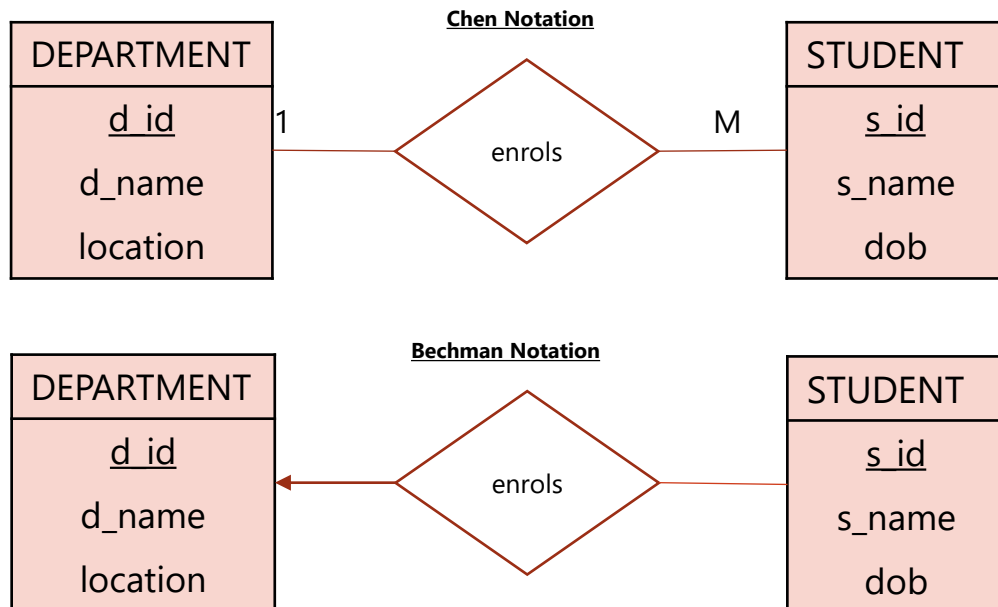 Chen Notation
DEPARTMENT
d_id
d_name
location
1
enrols
M
STUDENT
s_id
s_name
dob
Bechman Notation
DEPARTMENT
d_id
d_name
location
enrols
STUDENT
s_id
s_name
dob